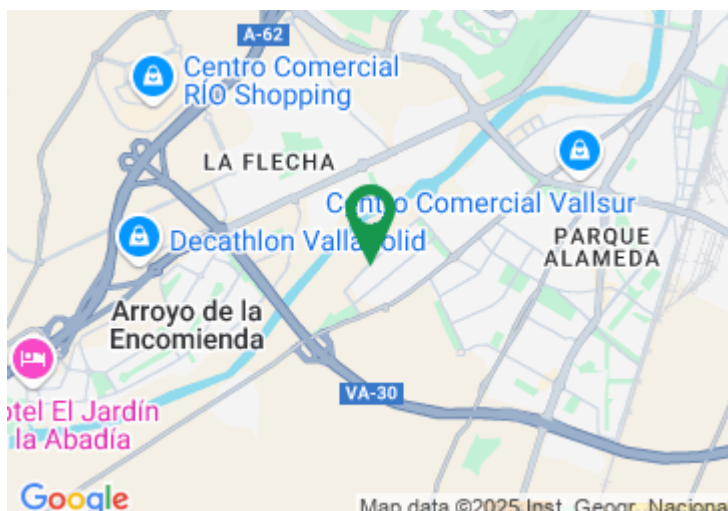 A-62
Centro Comercial
RÍO Shopping
LA FLECHA
Centro Comercial Vallsur
Decathlon Valladolid
PARQUE
ALAMEDA
Arroyo de la
Encomienda
VA-30
otel El Jardín
la Abadía
Google
Map data ©2025 Inst. Geogr. Naciona